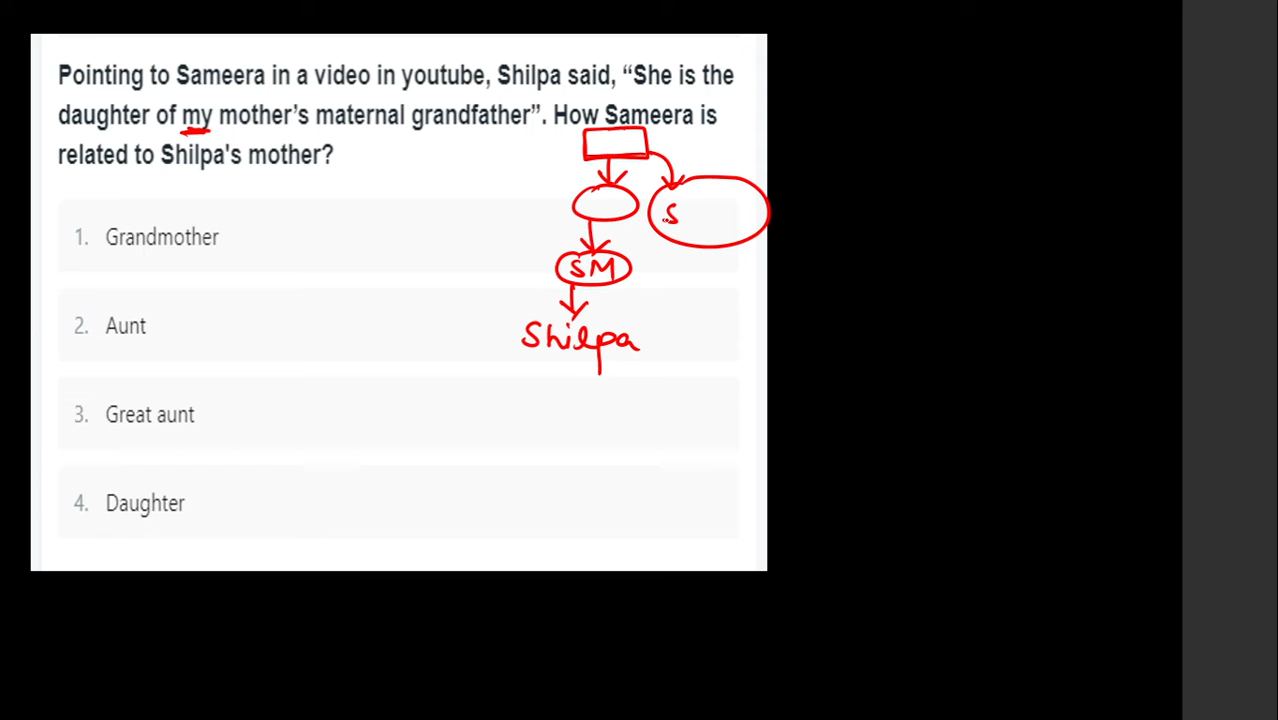 Pointing to Sameera in a video in youtube, Shilpa said, “She is the
daughter of my mother’s maternal grandfather”. How Sameera is
related to Shilpa's mother?
S
1. Grandmother
SM
2. Aunt
Shilpa
3. Great aunt
4. Daughter